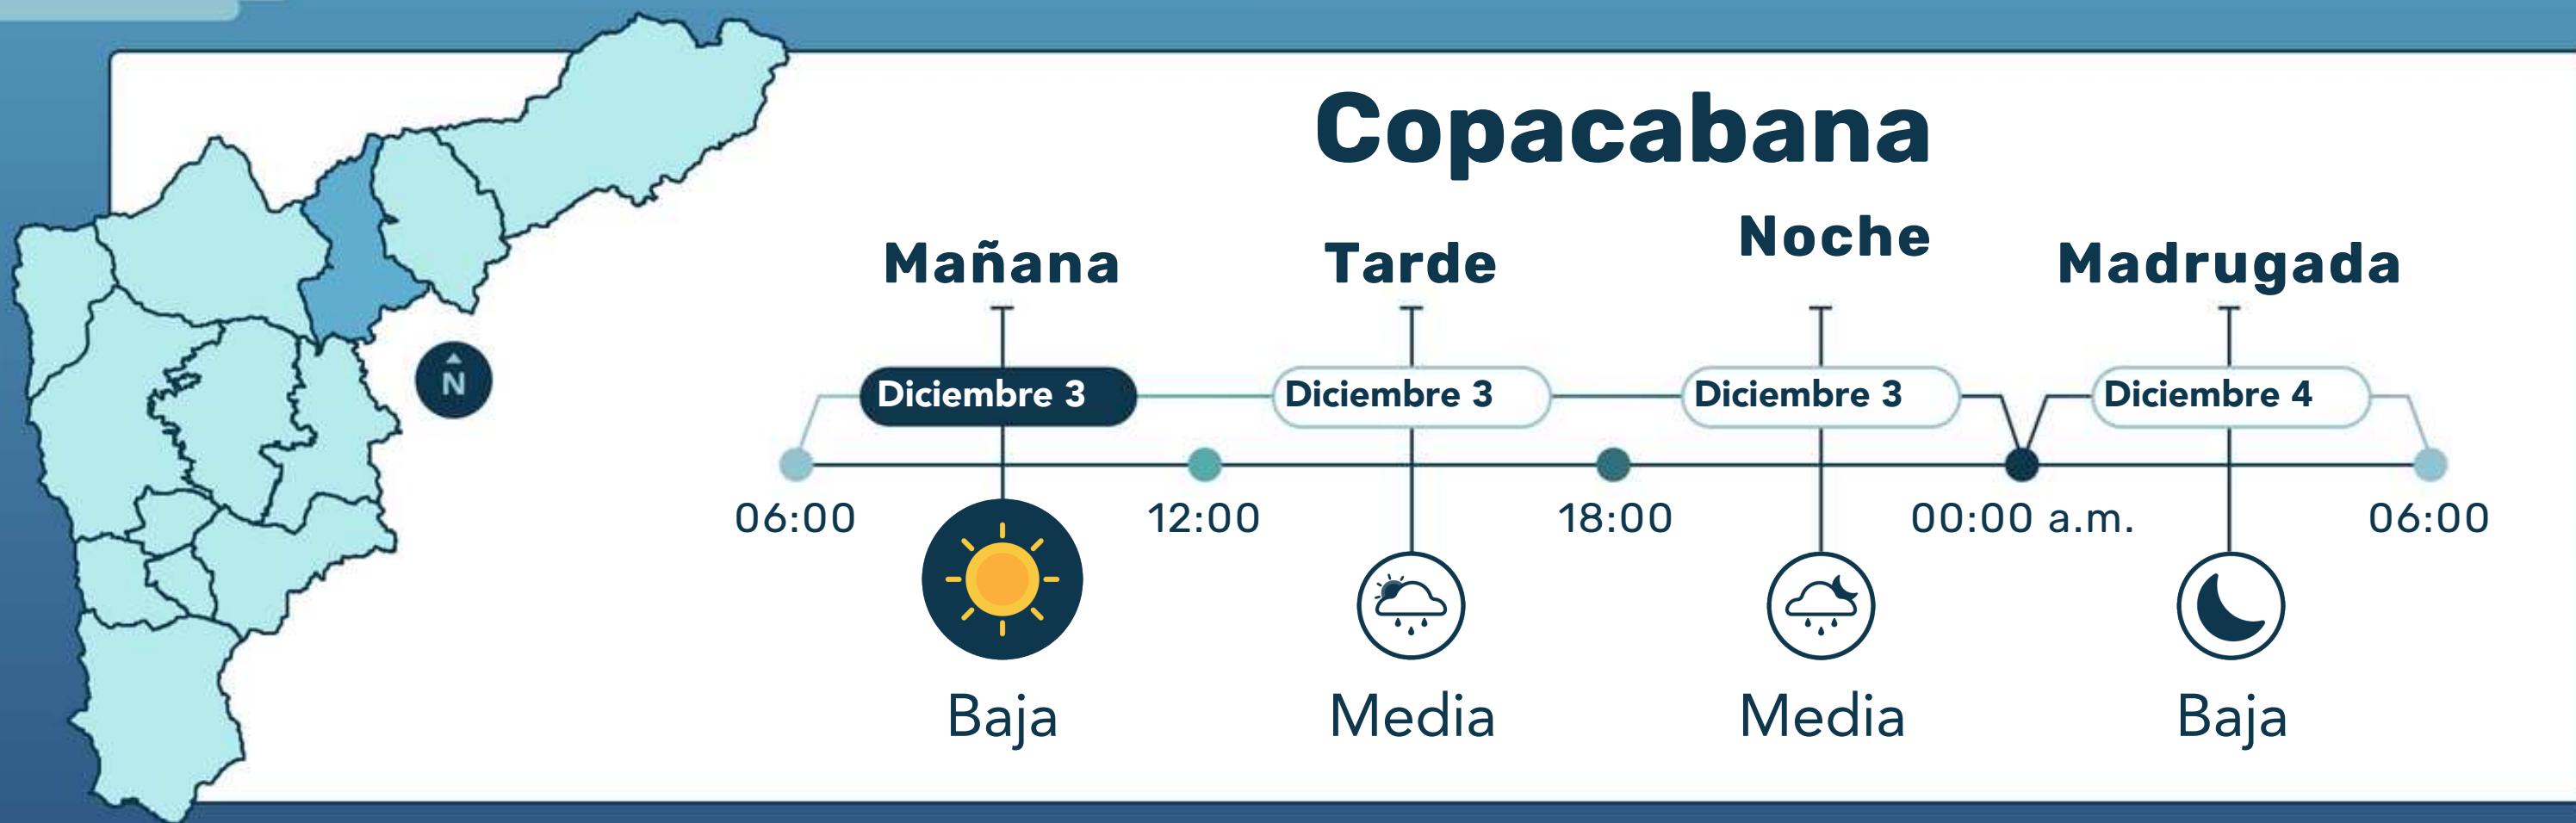 Copacabana
Mañana
Tarde
Noche
Madrugada
Diciembre 3
Diciembre 3
Diciembre 3
Diciembre 4
N
06:00
12:00
18:00
00:00 a.m.
06:00
Baja
Media
Media
Baja